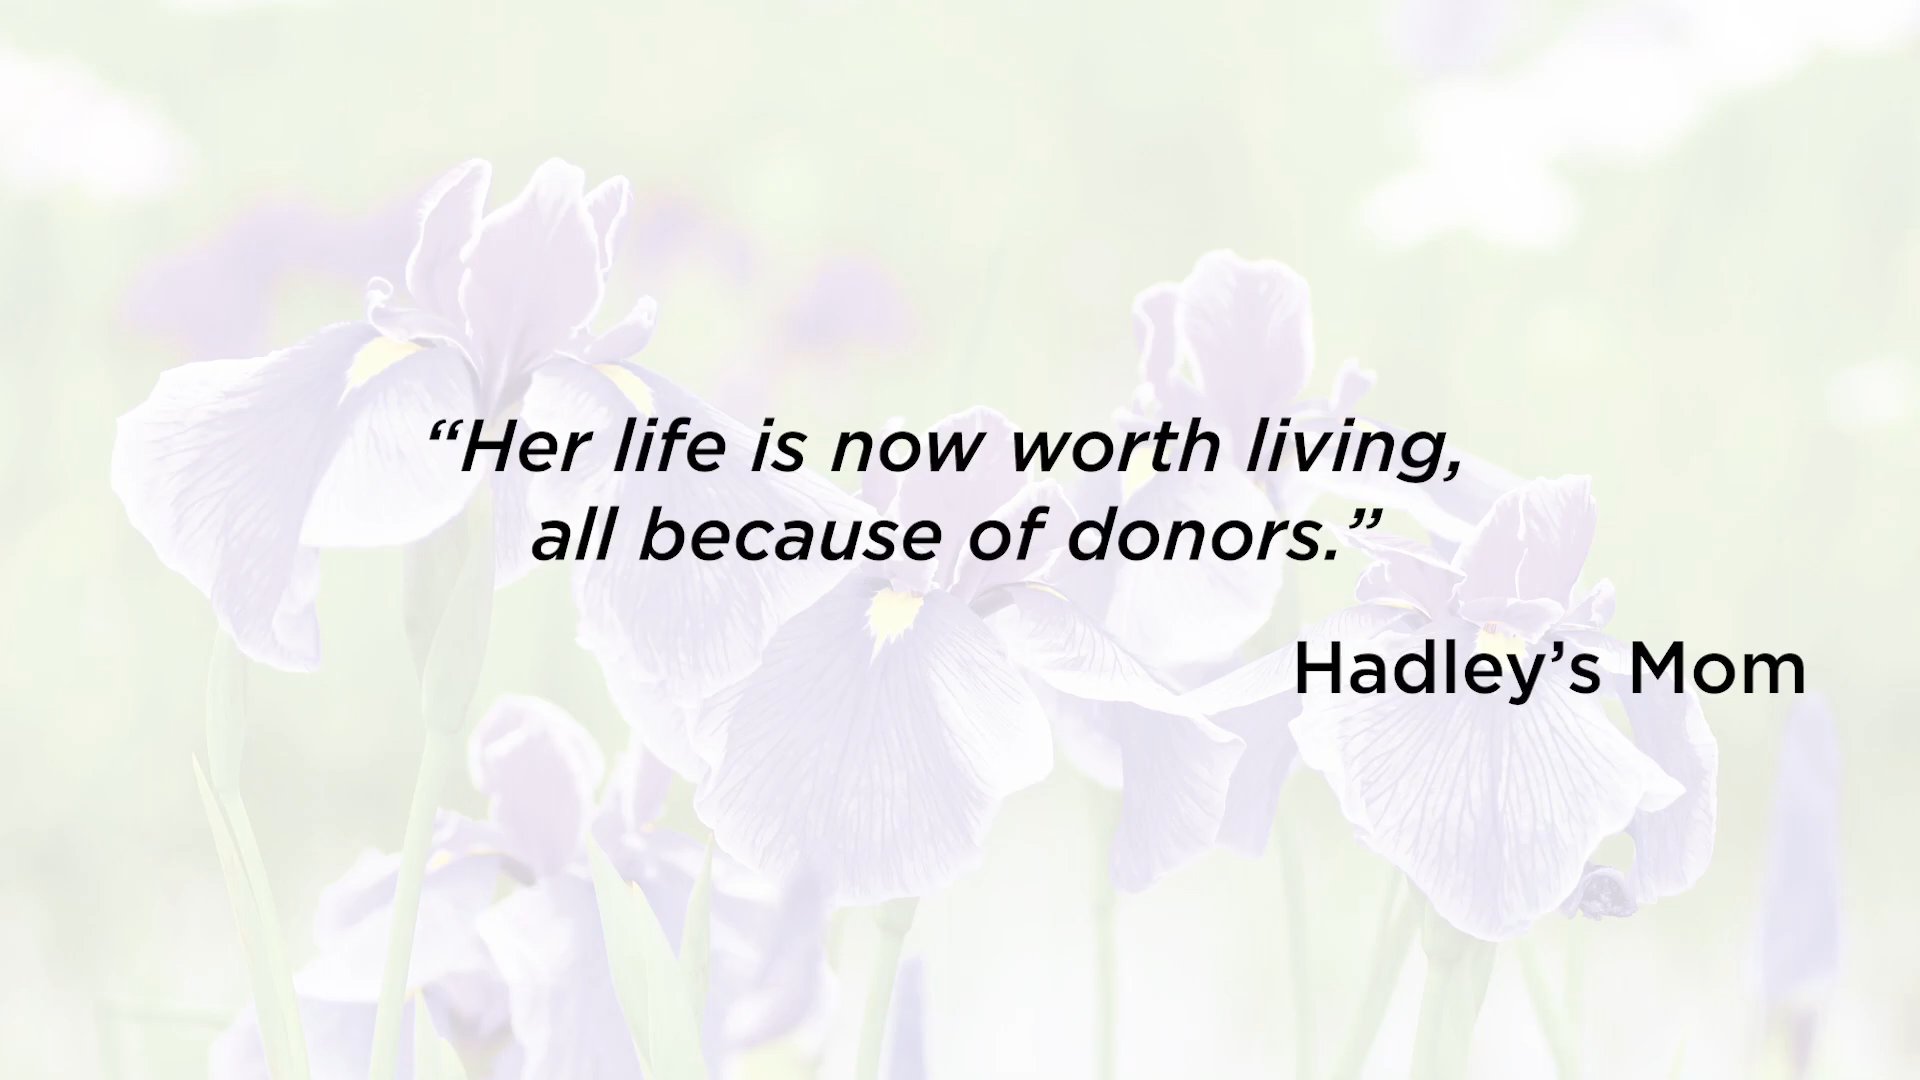 “Her life is now worth living,
all because of donors.”
Hadley’s Mom